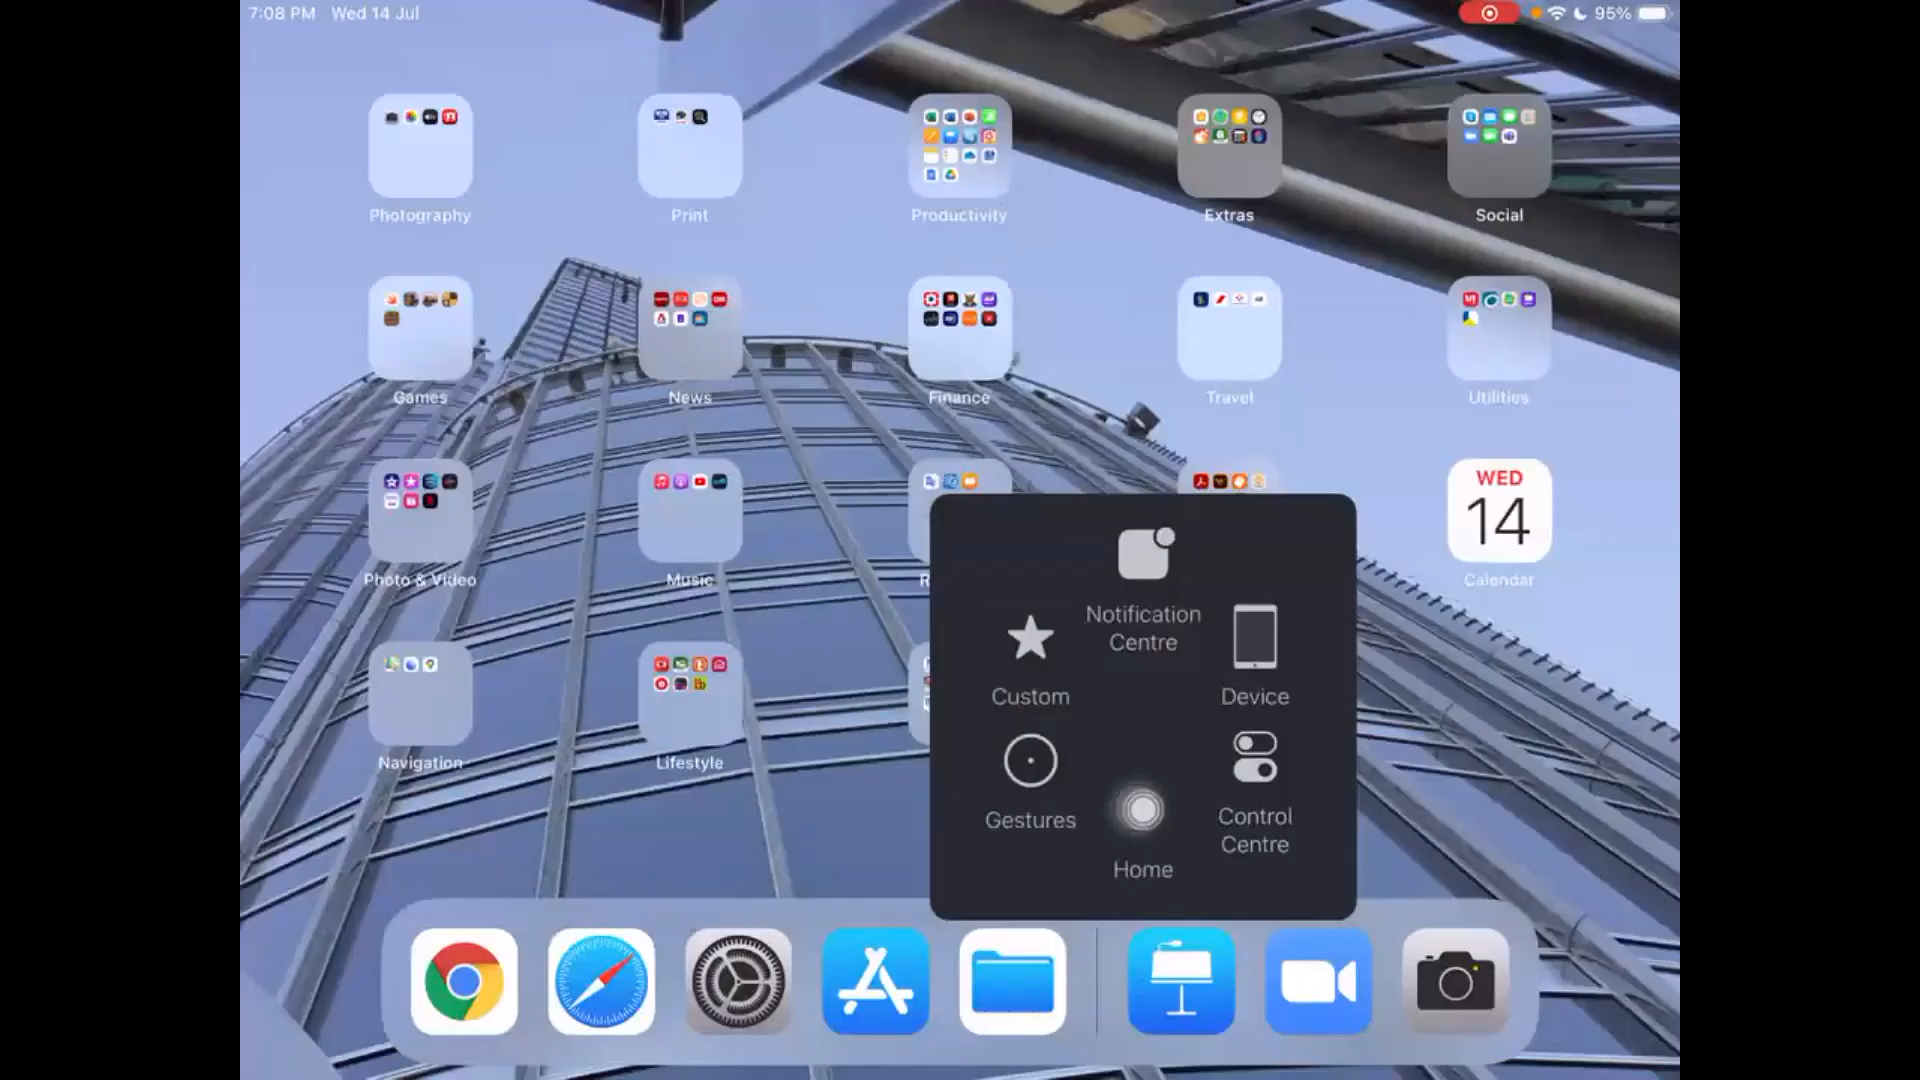 7:08 PM Wed 14 Jul
95%
Photography
Print
Productivity
Extras
Social
Games
News
Finance
Travel
Utilities
WED
14
Photo & Video
Music
R
Calendar
Notification
Centre
Custom
Device
Gestures
Control
Centre
Home
Navigation
Lifestyle